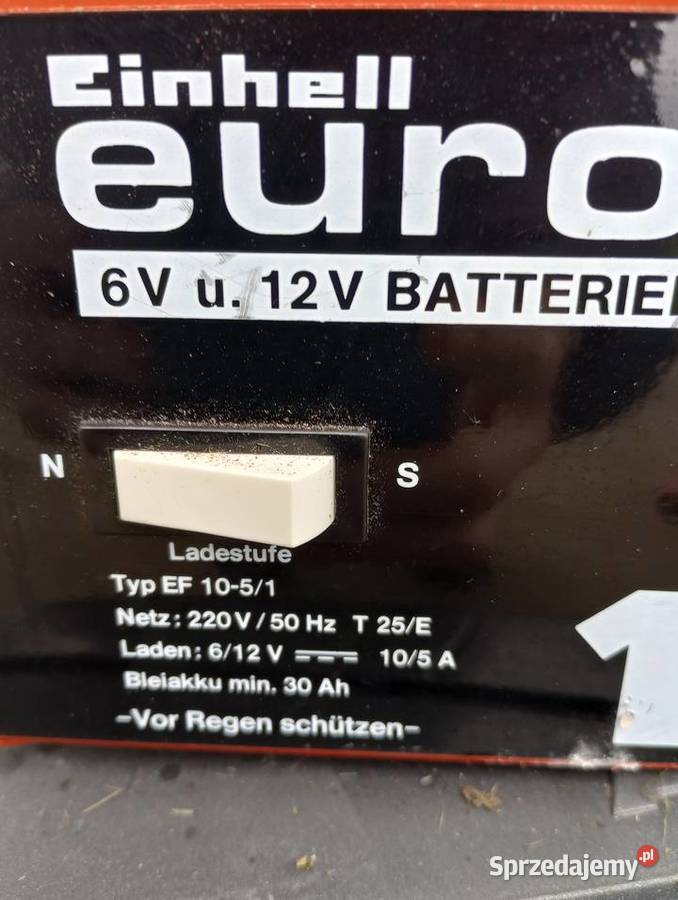 Einhell
euro
6V u. 12V BATTERIE
N
S
Ladestufe
Typ EF 10-5/1
Netz: 220V/50 Hz T 25/E
Laden: 6/12 V 10/5 A
Bleiakku min. 30 Ah
-Vor Regen schützen-
1
Sprzedajemy.pl